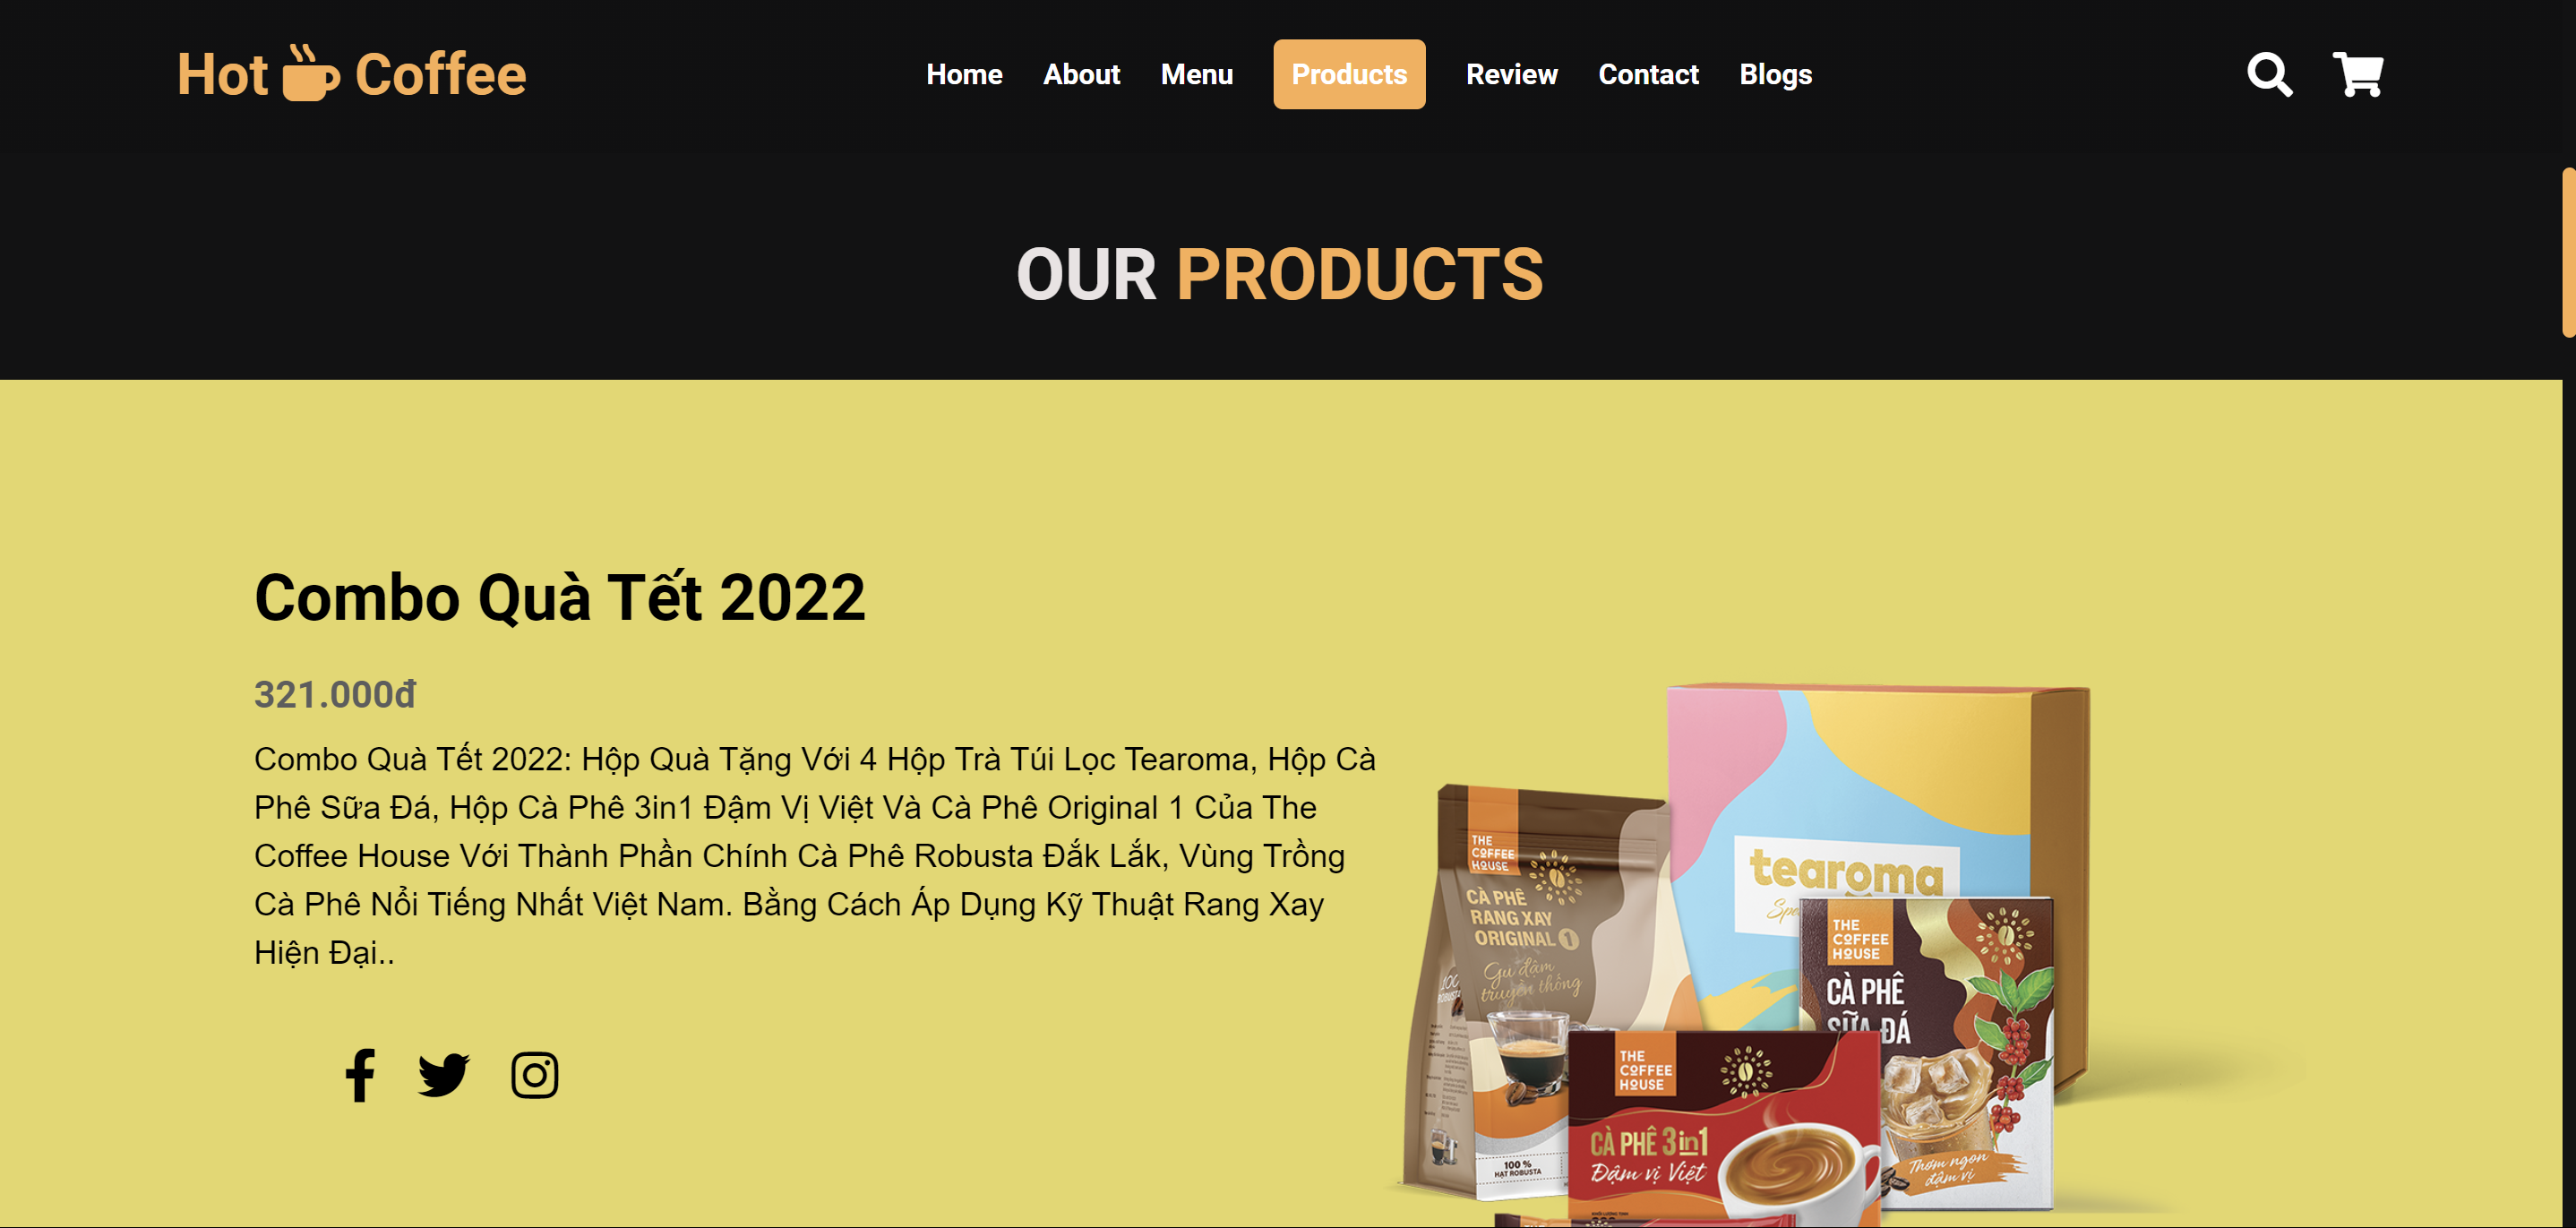 Hot Coffee
Home About Menu Products Review Contact Blogs
OUR PRODUCTS
Combo Quà Tết 2022
321.000đ
Combo Quà Tết 2022: Hộp Quà Tặng Với 4 Hộp Trà Túi Lọc Tearoma, Hộp Cà
Phê Sữa Đá, Hộp Cà Phê 3in1 Đậm Vị Việt Và Cà Phê Original 1 Của The
Coffee House Với Thành Phần Chính Cà Phê Robusta Đắk Lắk, Vùng Trồng
Cà Phê Nổi Tiếng Nhất Việt Nam. Bằng Cách Áp Dụng Kỹ Thuật Rang Xay
Hiện Đại..
THE
COFFEE
HOUSE
CÀ PHÊ
RANG XAY
ORIGINAL 1
Gu đậm
truyền thống
100 %
HẠT ROBUSTA
tearoma
THE
COFFEE
HOUSE
CÀ PHÊ
SỮA ĐÁ
Thơm ngon
đậm vị
THE
COFFEE
HOUSE
CÀ PHÊ 3in1
Đậm vị Việt